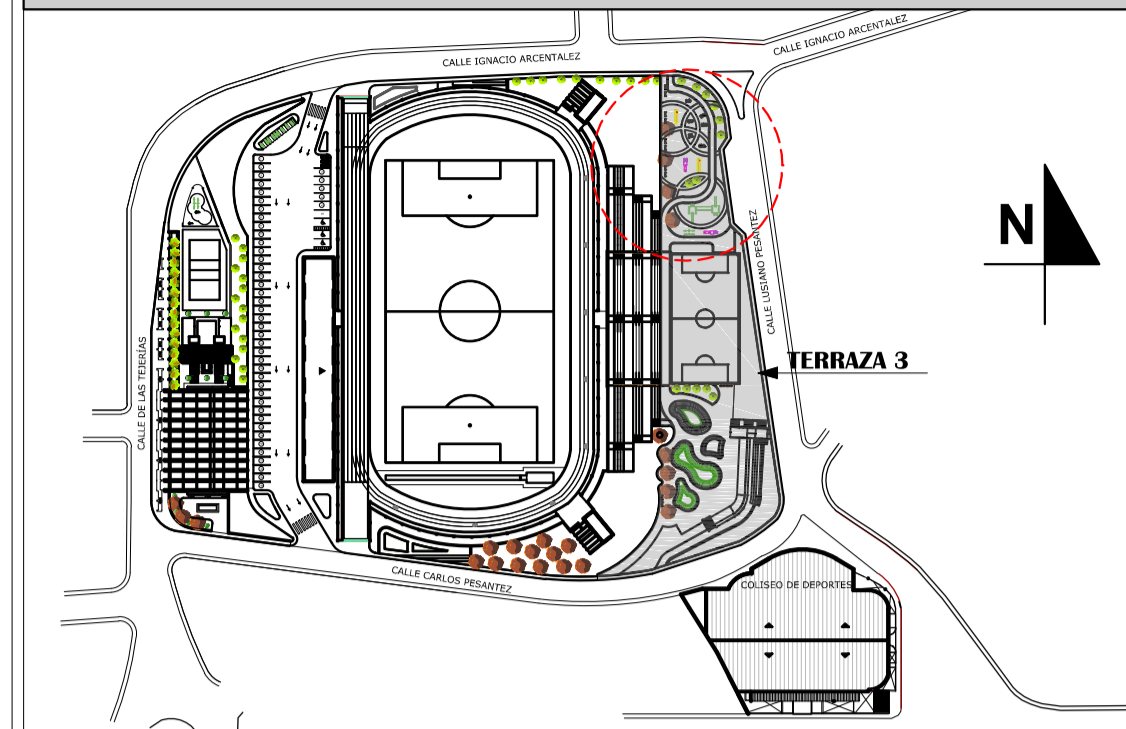 CALLE IGNACIO ARCENTALEZ
CALLE IGNACIO ARCENTALEZ
N
CALLE LUSIANO PESANTEZ
TERRAZA 3
CALLE DE LAS TEJERÍAS
CALLE CARLOS PESANTEZ
COLISEO DE DEPORTES